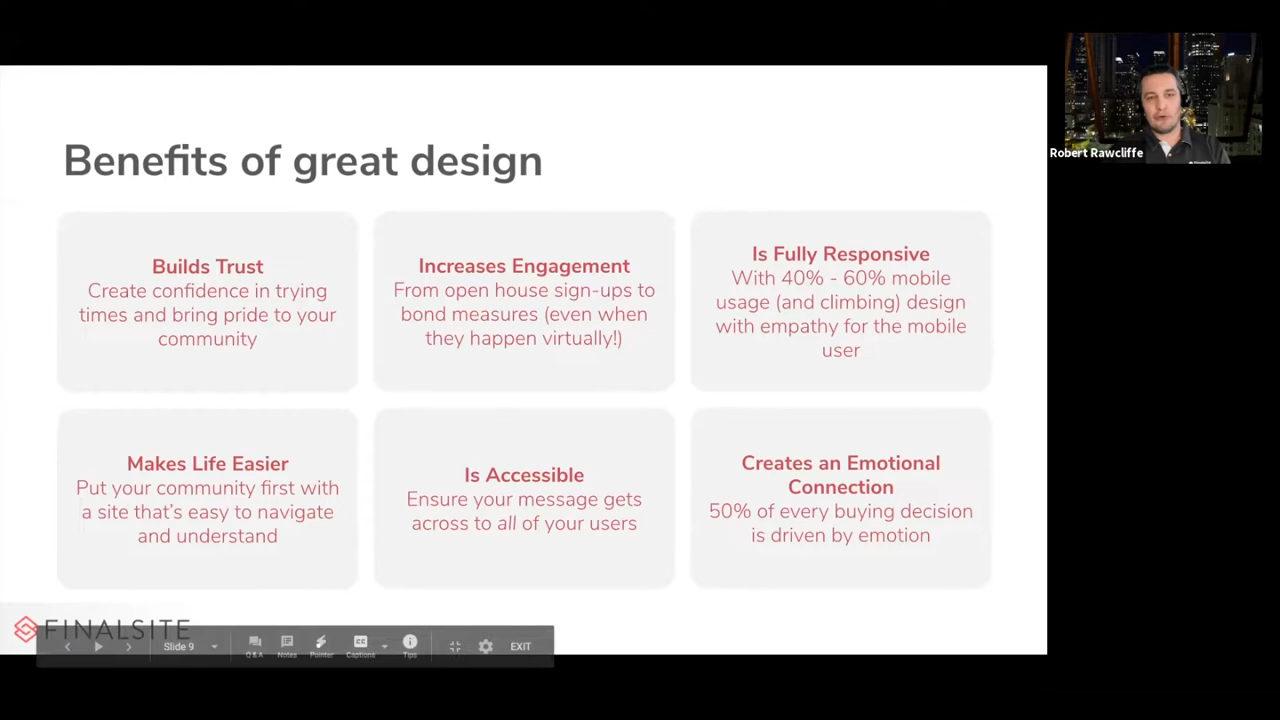 Benefits of great design
Builds Trust
Create confidence in trying
times and bring pride to your
community
Increases Engagement
From open house sign-ups to
bond measures (even when
they happen virtually!)
Is Fully Responsive
With 40% - 60% mobile
usage (and climbing) design
with empathy for the mobile
user
Makes Life Easier
Put your community first with
a site that's easy to navigate
and understand
Is Accessible
Ensure your message gets
across to all of your users
Creates an Emotional
Connection
50% of every buying decision
is driven by emotion
FINALSITE
Slide 9
Q & A
Notes
Pointer
Captions
Tips
EXIT
Robert Rawcliffe